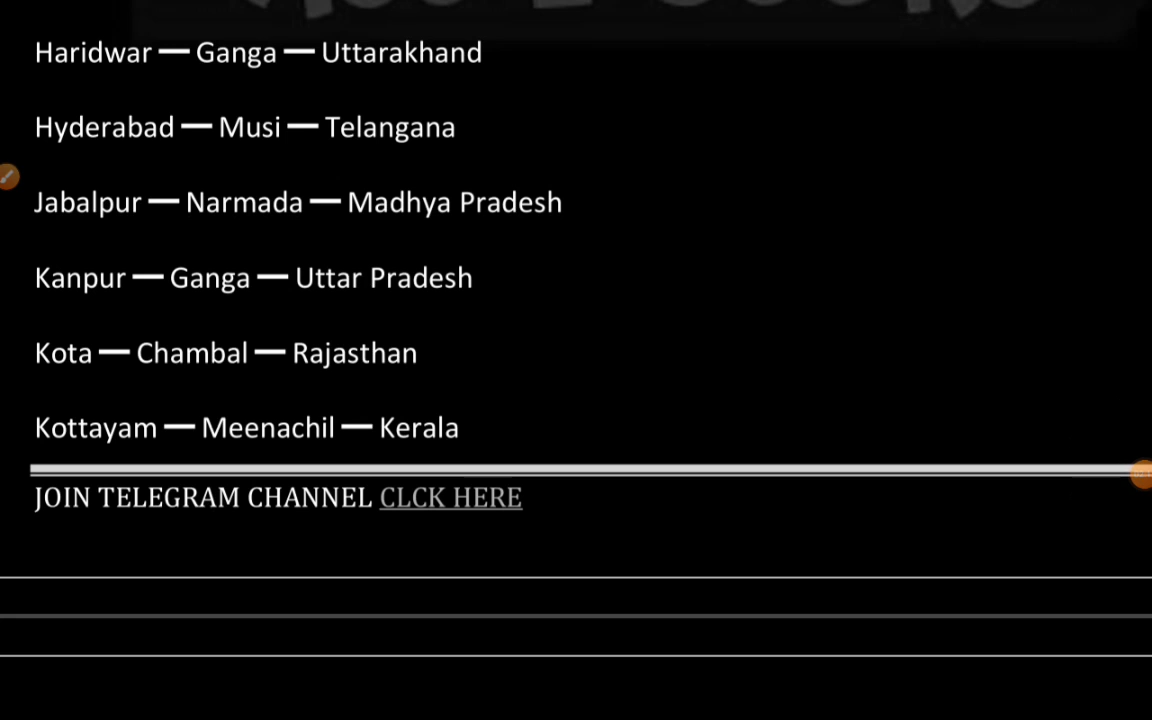 Haridwar — Ganga — Uttarakhand
Hyderabad — Musi — Telangana
Jabalpur — Narmada — Madhya Pradesh
Kanpur — Ganga — Uttar Pradesh
Kota — Chambal — Rajasthan
Kottayam — Meenachil — Kerala
JOIN TELEGRAM CHANNEL CLCK HERE